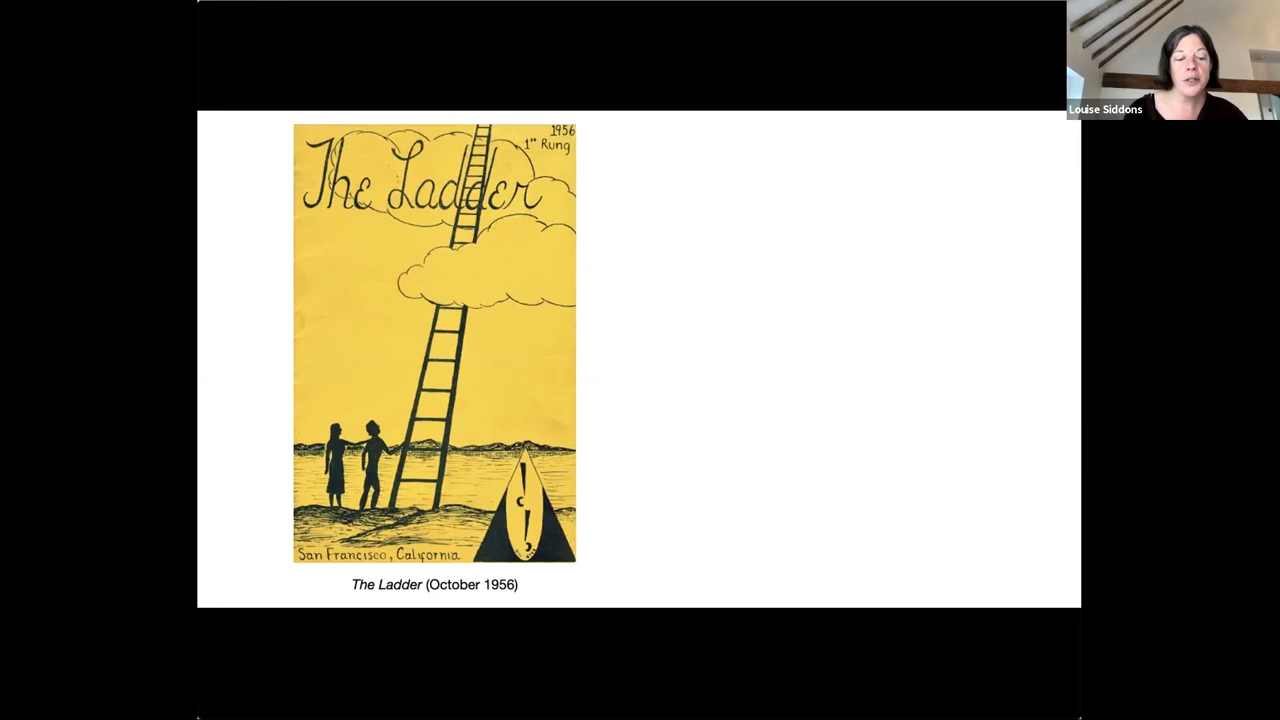 1956
1st Rung
The Ladder
San Francisco, California
The Ladder (October 1956)
Louise Siddons